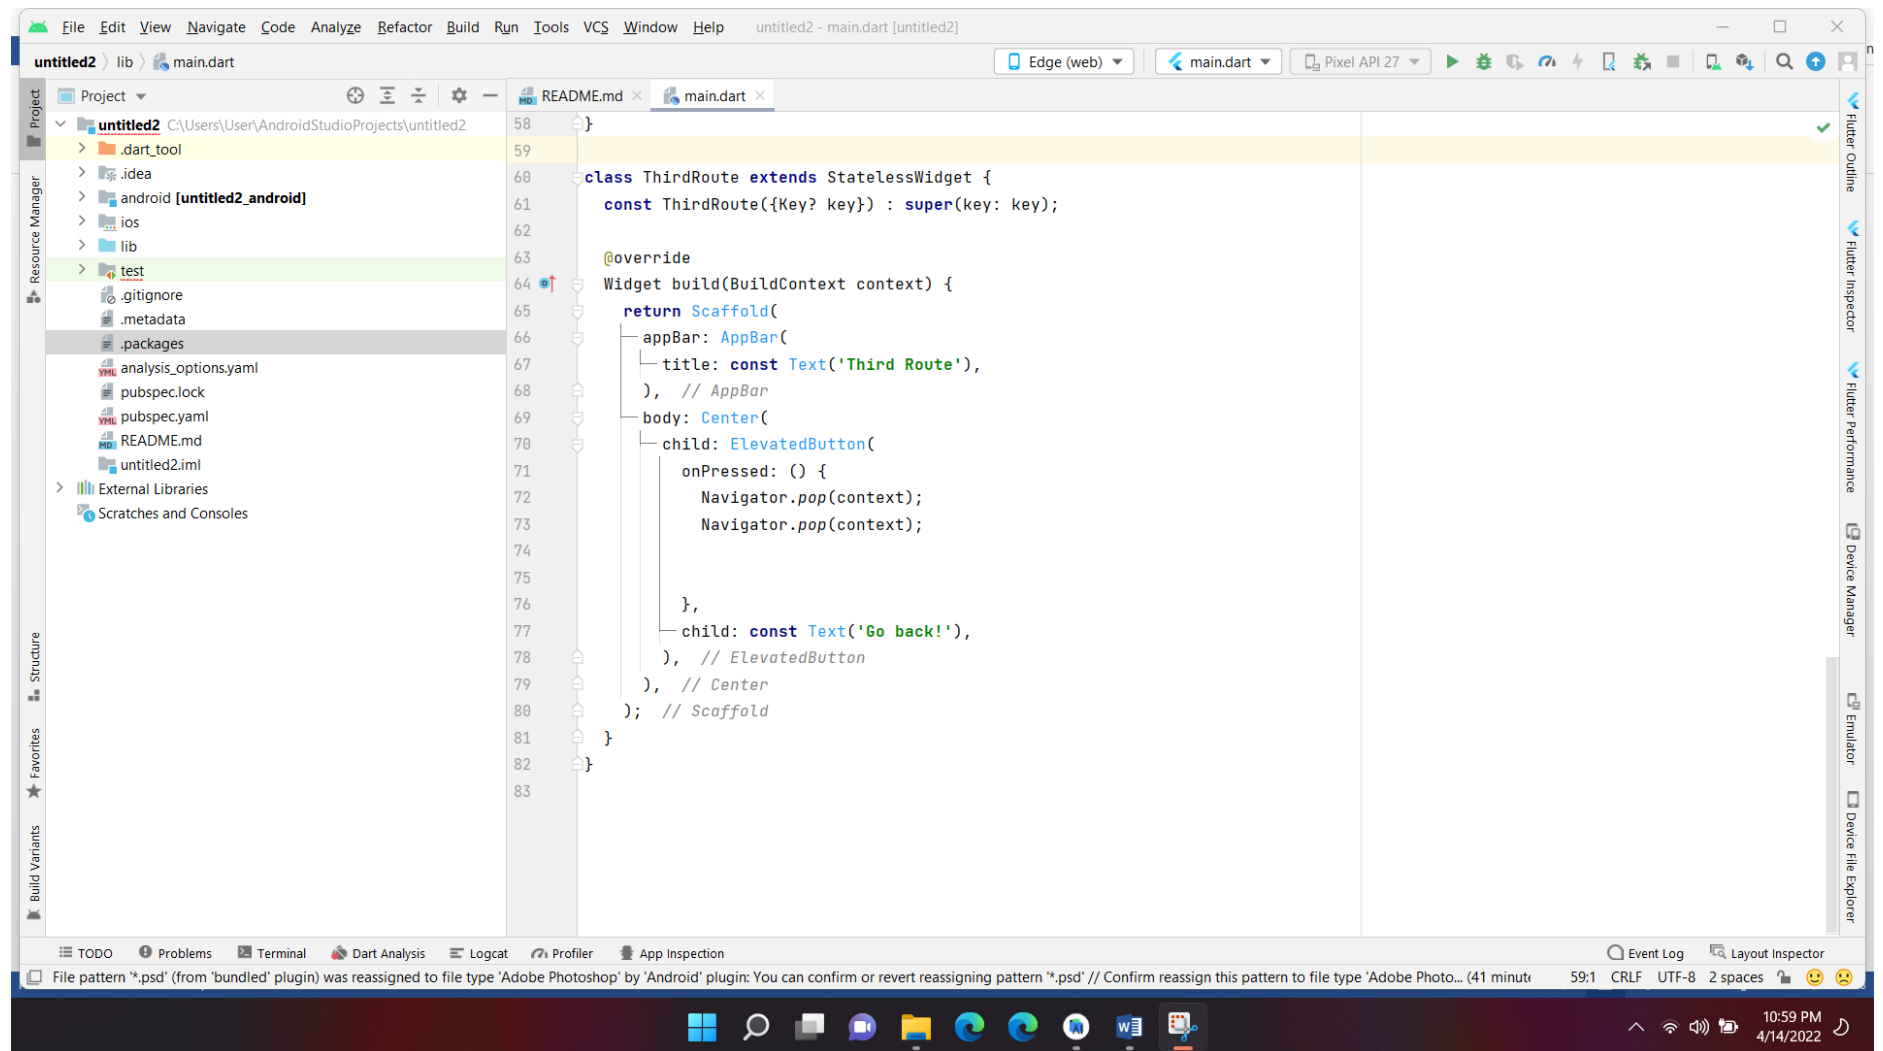 File Edit View Navigate Code Analyze Refactor Build Run Tools VCS Window Help untitled2 - main.dart [untitled2]
untitled2 lib main.dart Edge (web) main.dart Pixel API 27
Project
README.md main.dart
untitled2 C:\Users\User\AndroidStudioProjects\untitled2
.dart_tool
.idea
android [untitled2_android]
ios
lib
test
.gitignore
.metadata
.packages
analysis_options.yaml
pubspec.lock
pubspec.yaml
README.md
untitled2.iml
External Libraries
Scratches and Consoles
58 }
59
60 class ThirdRoute extends StatelessWidget {
61 const ThirdRoute({Key? key}) : super(key: key);
62
63 @override
64 Widget build(BuildContext context) {
65 return Scaffold(
66 appBar: AppBar(
67 title: const Text('Third Route'),
68 ), // AppBar
69 body: Center(
70 child: ElevatedButton(
71 onPressed: () {
72 Navigator.pop(context);
73 Navigator.pop(context);
74
75
76 },
77 child: const Text('Go back!'),
78 ), // ElevatedButton
79 ), // Center
80 ); // Scaffold
81 }
82 }
83
Project
Resource Manager
Structure
Favorites
Build Variants
Flutter Outline
Flutter Inspector
Flutter Performance
Device Manager
Emulator
Device File Explorer
TODO Problems Terminal Dart Analysis Logcat Profiler App Inspection Event Log Layout Inspector
File pattern '*.psd' (from 'bundled' plugin) was reassigned to file type 'Adobe Photoshop' by 'Android' plugin: You can confirm or revert reassigning pattern '*.psd' // Confirm reassign this pattern to file type 'Adobe Photo... (41 minute 59:1 CRLF UTF-8 2 spaces
10:59 PM
4/14/2022